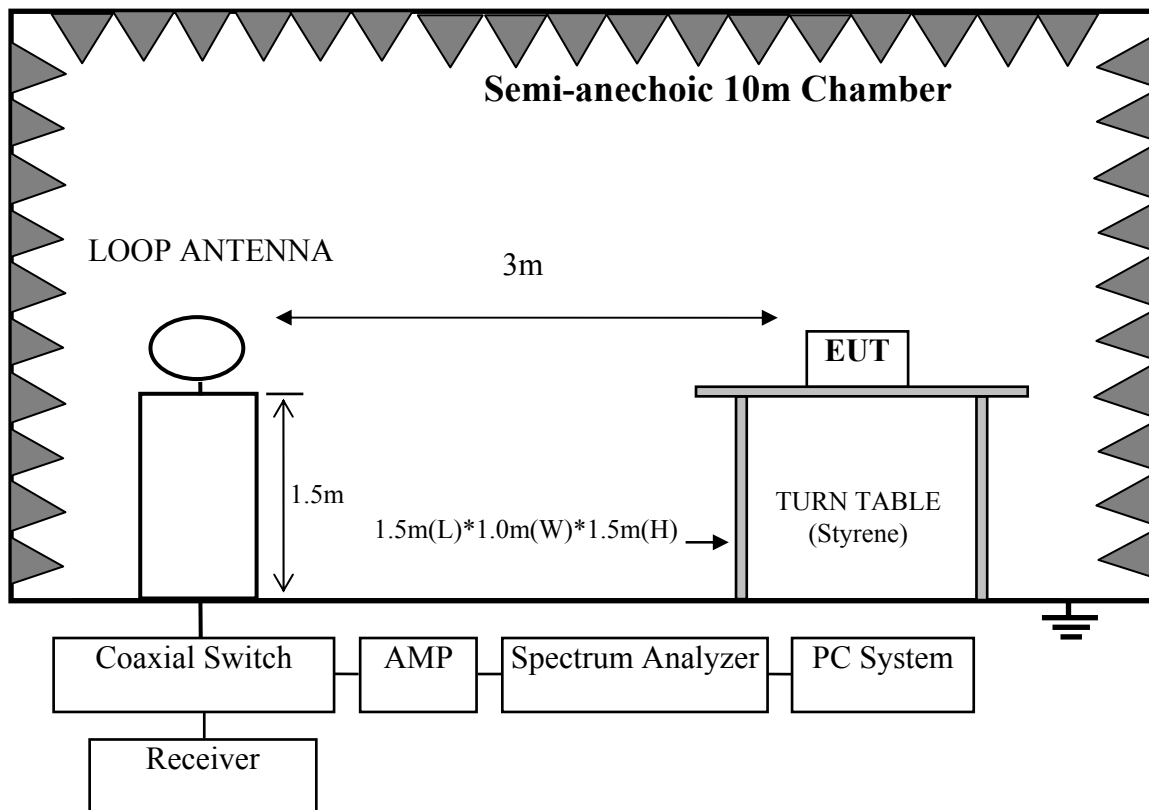 Semi-anechoic 10m Chamber
LOOP ANTENNA
3m
EUT
1.5m
1.5m(L)*1.0m(W)*1.5m(H)
TURN TABLE
(Styrene)
Coaxial Switch
AMP
Spectrum Analyzer
PC System
Receiver